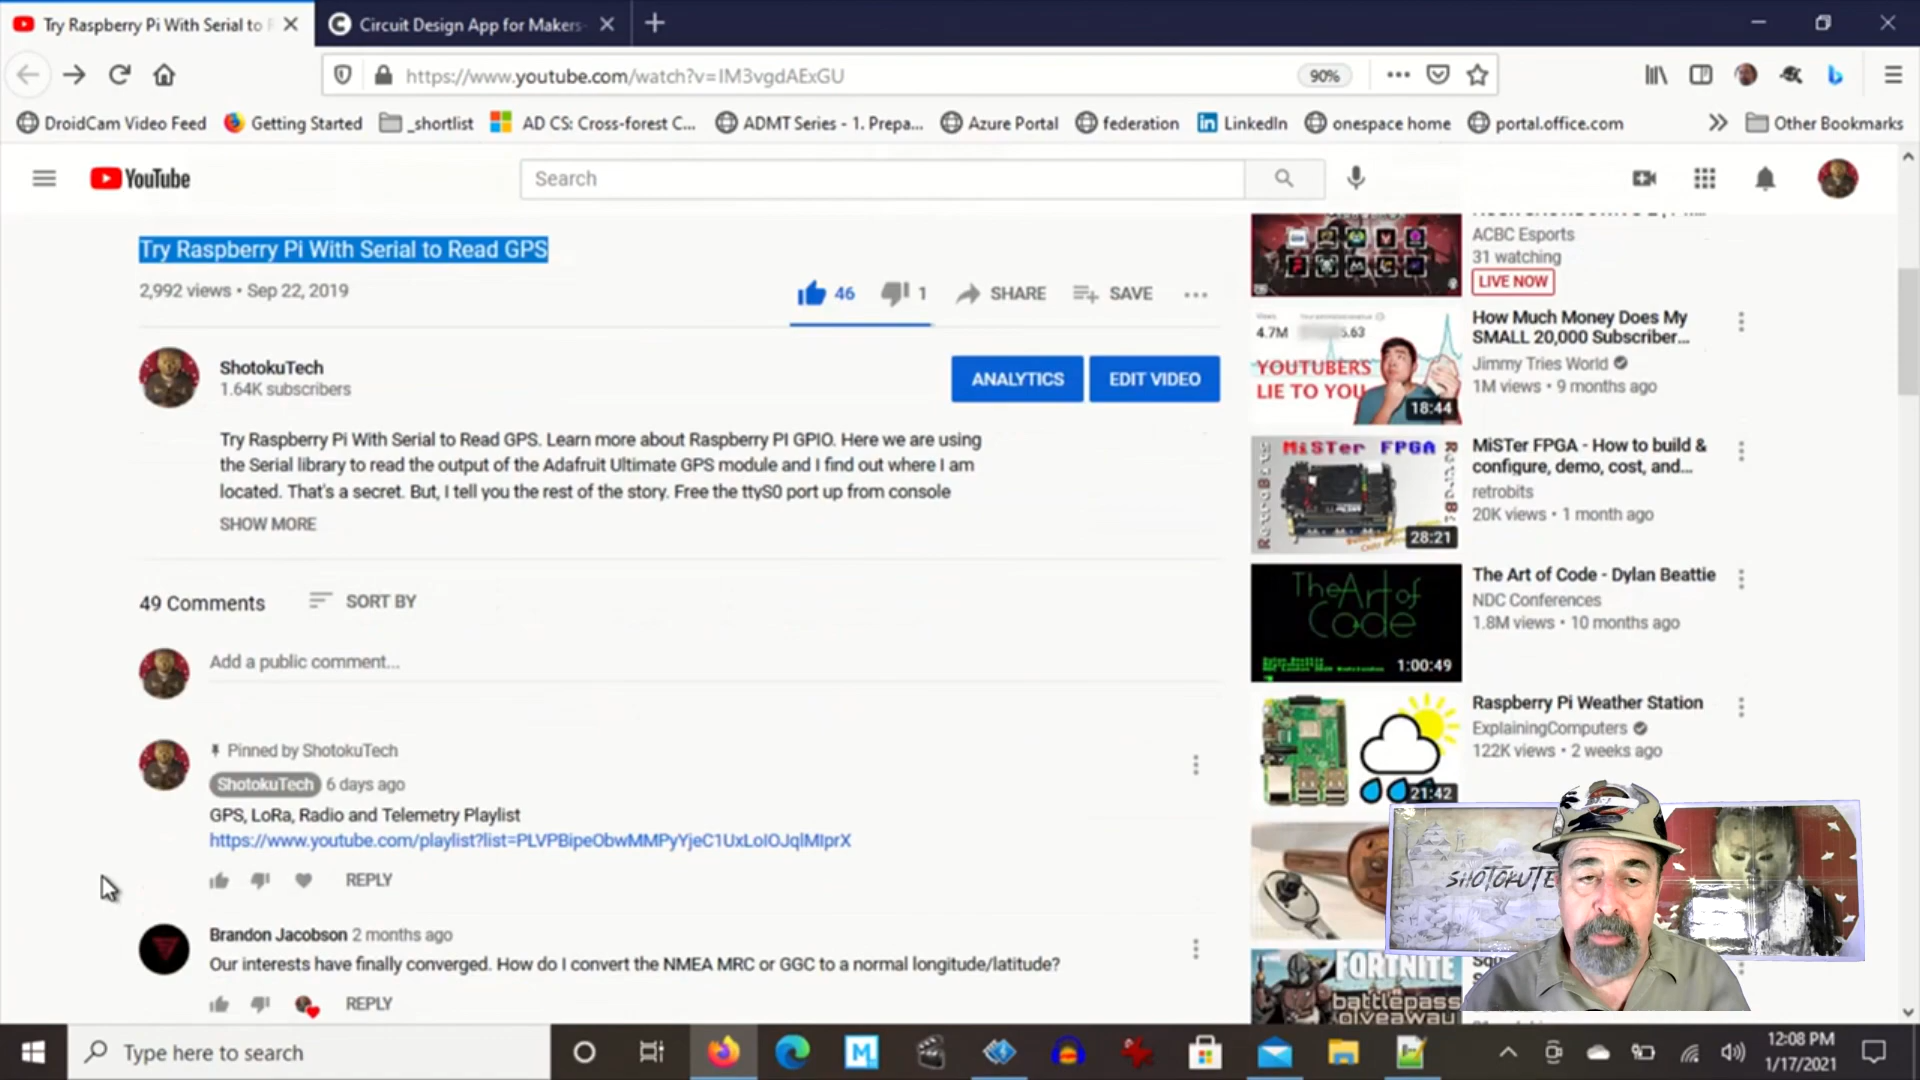 Try Raspberry Pi With Serial to R
Circuit Design App for Makers-
https://www.youtube.com/watch?v=IM3vgdAExGU
90%
DroidCam Video Feed
Getting Started
_shortlist
AD CS: Cross-forest C...
ADMT Series - 1. Prepa...
Azure Portal
federation
LinkedIn
onespace home
portal.office.com
Other Bookmarks
YouTube
Search
Try Raspberry Pi With Serial to Read GPS
2,992 views • Sep 22, 2019
46
1
SHARE
SAVE
ShotokuTech
1.64K subscribers
ANALYTICS
EDIT VIDEO
Try Raspberry Pi With Serial to Read GPS. Learn more about Raspberry PI GPIO. Here we are using
the Serial library to read the output of the Adafruit Ultimate GPS module and I find out where I am
located. That's a secret. But, I tell you the rest of the story. Free the ttyS0 port up from console
SHOW MORE
49 Comments
SORT BY
Add a public comment...
Pinned by ShotokuTech
ShotokuTech 6 days ago
GPS, LoRa, Radio and Telemetry Playlist
https://www.youtube.com/playlist?list=PLVPBipeObwMMPyYjeC1UxLoIOJqlMIprX
REPLY
Brandon Jacobson 2 months ago
Our interests have finally converged. How do I convert the NMEA MRC or GGC to a normal longitude/latitude?
REPLY
ACBC Esports
31 watching
LIVE NOW
4.7M
5.63
YOUTUBERS
LIE TO YOU
18:44
How Much Money Does My
SMALL 20,000 Subscriber...
Jimmy Tries World
1M views • 9 months ago
MiSTer FPGA
28:21
MiSTer FPGA - How to build &
configure, demo, cost, and...
retrobits
20K views • 1 month ago
The Art of
Code
1:00:49
The Art of Code - Dylan Beattie
NDC Conferences
1.8M views • 10 months ago
21:42
Raspberry Pi Weather Station
ExplainingComputers
122K views • 2 weeks ago
SHOTOKUTE
FORTNITE
battlepass
giveaway
Type here to search
12:08 PM
1/17/2021